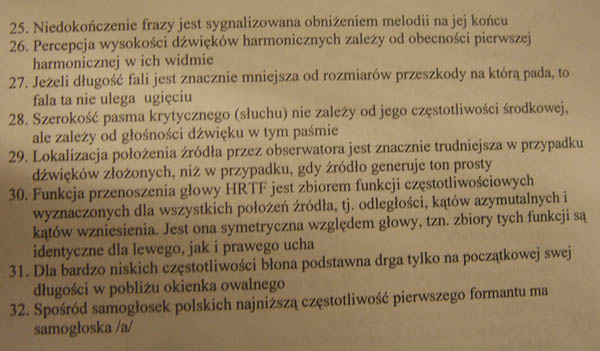 25. Niedokończenie frazy jest sygnalizowana obniżeniem melodii na jej końcu
26. Percepcja wysokości dźwięków harmonicznych zależy od obecności pierwszej
harmonicznej w ich widmie
27. Jeżeli długość fali jest znacznie mniejsza od rozmiarów przeszkody na którą pada, to
fala ta nie ulega ugięciu
28. Szerokość pasma krytycznego (słuchu) nie zależy od jego częstotliwości środkowej,
ale zależy od głośności dźwięku w tym paśmie
29. Lokalizacja położenia źródła przez obserwatora jest znacznie trudniejsza w przypadku
dźwięków złożonych, niż w przypadku, gdy źródło generuje ton prosty
30. Funkcja przenoszenia głowy HRTF jest zbiorem funkcji częstotliwościowych
wyznaczonych dla wszystkich położeń źródła, tj. odległości, kątów azymutalnych i
kątów wzniesienia. Jest ona symetryczna względem głowy, tzn. zbiory tych funkcji są
identyczne dla lewego, jak i prawego ucha
31. Dla bardzo niskich częstotliwości błona podstawna drga tylko na początkowej swej
długości w pobliżu okienka owalnego
32. Spośród samogłosek polskich najniższą częstotliwość pierwszego formantu ma
samogłoska /a/